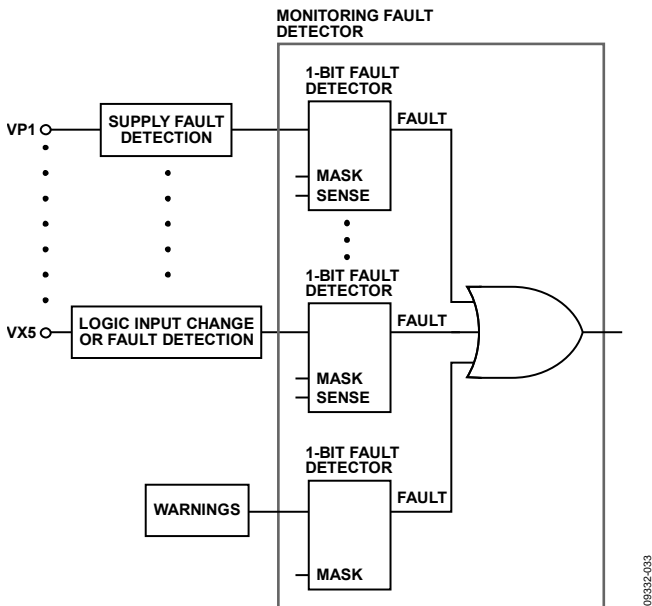 MONITORING FAULT
DETECTOR
1-BIT FAULT
DETECTOR
VP1
SUPPLY FAULT
DETECTION
FAULT
MASK
SENSE
1-BIT FAULT
DETECTOR
VX5
LOGIC INPUT CHANGE
OR FAULT DETECTION
FAULT
MASK
SENSE
1-BIT FAULT
DETECTOR
WARNINGS
FAULT
MASK
09332-033